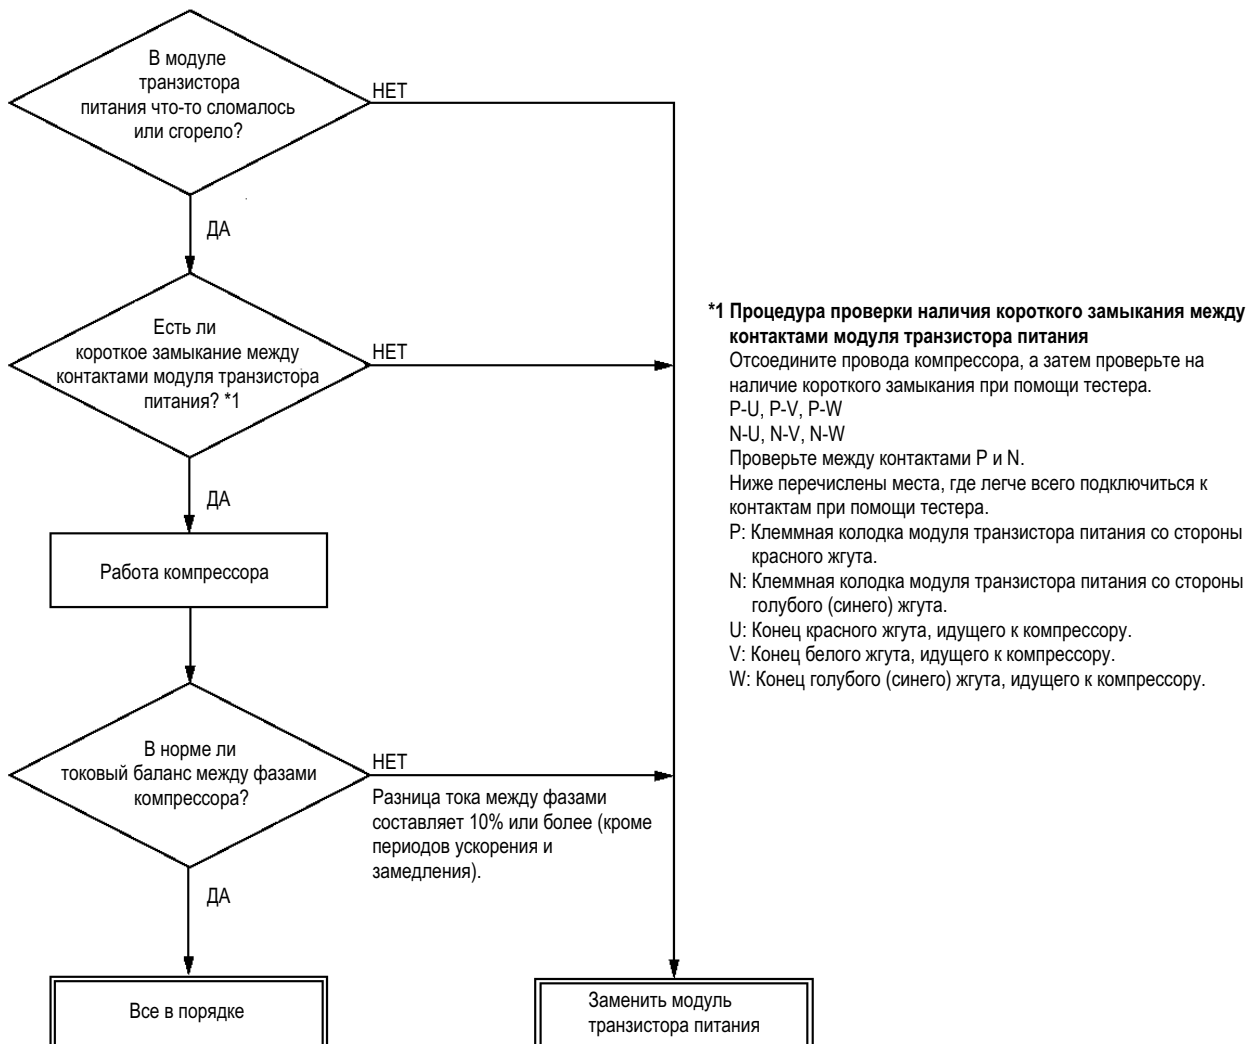 В модуле
транзистора
питания что-то сломалось
или сгорело?
НЕТ
ДА
Есть ли
короткое замыкание между
контактами модуля транзистора
питания? *1
НЕТ
ДА
Работа компрессора
В норме ли
токовый баланс между фазами
компрессора?
НЕТ
Разница тока между фазами
составляет 10% или более (кроме
периодов ускорения и
замедления).
ДА
Все в порядке
Заменить модуль
транзистора питания
*1 Процедура проверки наличия короткого замыкания между
контактами модуля транзистора питания
Отсоедините провода компрессора, а затем проверьте на
наличие короткого замыкания при помощи тестера.
P-U, P-V, P-W
N-U, N-V, N-W
Проверьте между контактами P и N.
Ниже перечислены места, где легче всего подключиться к
контактам при помощи тестера.
P: Клеммная колодка модуля транзистора питания со стороны
красного жгута.
N: Клеммная колодка модуля транзистора питания со стороны
голубого (синего) жгута.
U: Конец красного жгута, идущего к компрессору.
V: Конец белого жгута, идущего к компрессору.
W: Конец голубого (синего) жгута, идущего к компрессору.